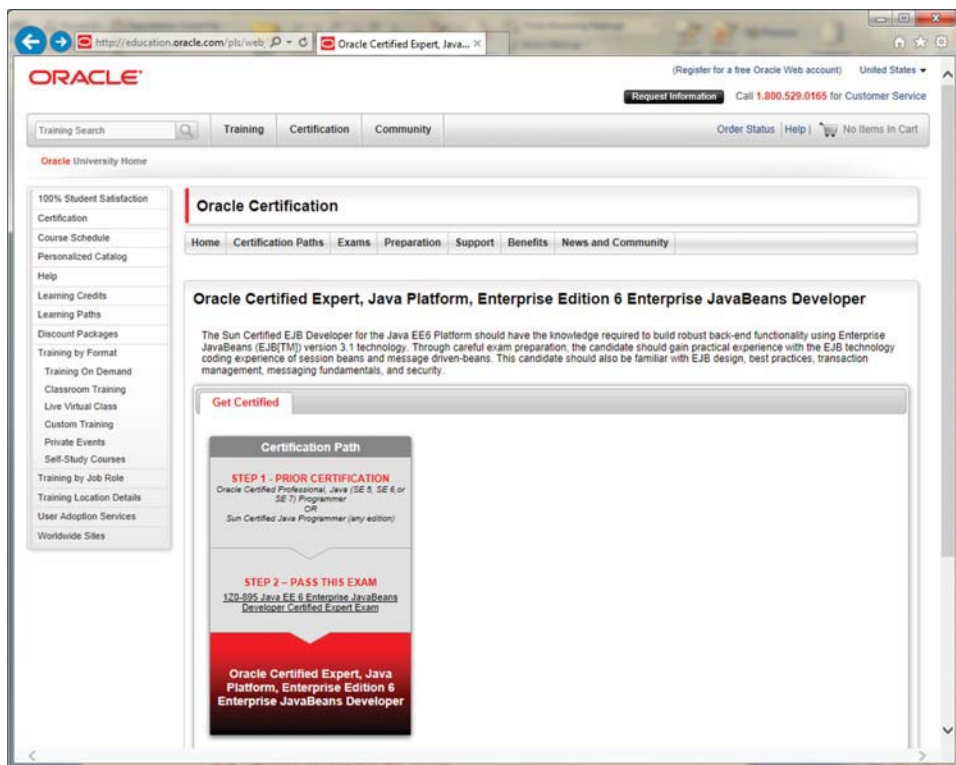 http://education.oracle.com/pls/web_
Oracle Certified Expert, Java...
ORACLE
(Register for a free Oracle Web account) United States
Request Information Call 1.800.529.0165 for Customer Service
Training Search Training Certification Community Order Status | Help | No Items In Cart
Oracle University Home
100% Student Satisfaction
Certification
Course Schedule
Personalized Catalog
Help
Learning Credits
Learning Paths
Discount Packages
Training by Format
Training On Demand
Classroom Training
Live Virtual Class
Custom Training
Private Events
Self-Study Courses
Training by Job Role
Training Location Details
User Adoption Services
Worldwide Sites
Oracle Certification
Home Certification Paths Exams Preparation Support Benefits News and Community
Oracle Certified Expert, Java Platform, Enterprise Edition 6 Enterprise JavaBeans Developer
The Sun Certified EJB Developer for the Java EE6 Platform should have the knowledge required to build robust back-end functionality using Enterprise
JavaBeans (EJB[TM]) version 3.1 technology. Through careful exam preparation, the candidate should gain practical experience with the EJB technology
coding experience of session beans and message driven-beans. This candidate should also be familiar with EJB design, best practices, transaction
management, messaging fundamentals, and security.
Get Certified
Certification Path
STEP 1 - PRIOR CERTIFICATION
Oracle Certified Professional, Java (SE 5, SE 6,or
SE 7) Programmer
OR
Sun Certified Java Programmer (any edition)
STEP 2 – PASS THIS EXAM
1Z0-895 Java EE 6 Enterprise JavaBeans
Developer Certified Expert Exam
Oracle Certified Expert, Java
Platform, Enterprise Edition 6
Enterprise JavaBeans Developer